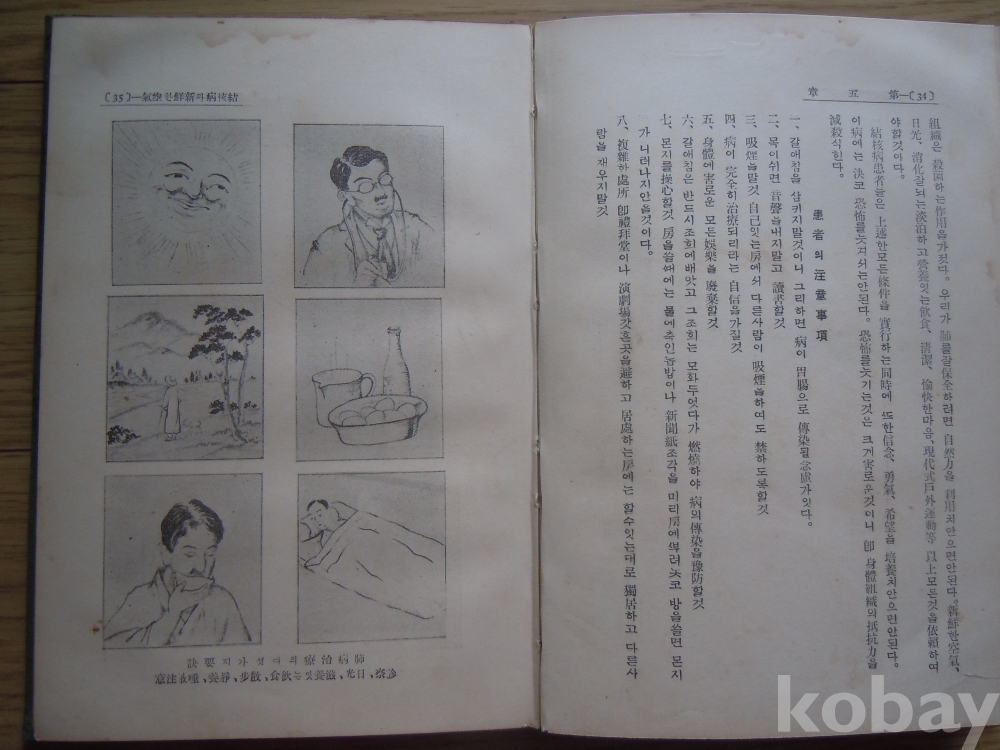 (34)—第五章
組織은 殺菌하는 作用을가젓다. 우리가 肺를잘保全하려면 自然力을 利用치안으면안된다. 新鮮한空氣、
日光、消化잘되는淡泊하고營養잇는飮食、淸潔、愉快한마음、現代式戶外運動等 以上모든것을依賴하여
야할것이다。
結核病患者들은 上述한모든條件을 實行하는同時에 뜨한信念、勇氣、希望을 培養치안으면안된다。
이病에는 決코 恐怖를늣겨서는안된다。恐怖를늣기는것은 크게害로운것이니 卽 身體組織의抵抗力을
減殺식힌다。
患者의注意事項
一、갈애침을 삼키지말것이니 그리하면 病이 胃腸으로 傳染될念慮가잇다。
二、목이쉬면 音聲을내지말고 讀書할것
三、吸煙을말것 自己잇는房에서 다른사람이 吸煙을하여도 禁하도록할것
四、病이 完全히治療되리라는 自信을가질것
五、身體에害로운 모든娛樂을 廢棄할것
六、갈애침은 반드시조희에배앗고 그조희는 모화두엇다가 燃燒하야 病의傳染을豫防할것
七、몬지를操心할것 房을쓸때에는 물에축인톱밥이나 新聞紙조각을 미리房에뿌려놋코 방을쓸면 몬지
가 니러나지안을것이다。
八、複雜한處所 卽禮拜堂이나 演劇場갓흔곳을避하고 居處하는房에는 할수잇는대로 獨居하고 다른사
람을 재우지말것
結核病과新鮮한空氣—(35)
肺病治療의여섯가지要訣
診察、日光、滋養잇는飮食、散步、靜養、唾痰注意
kobay